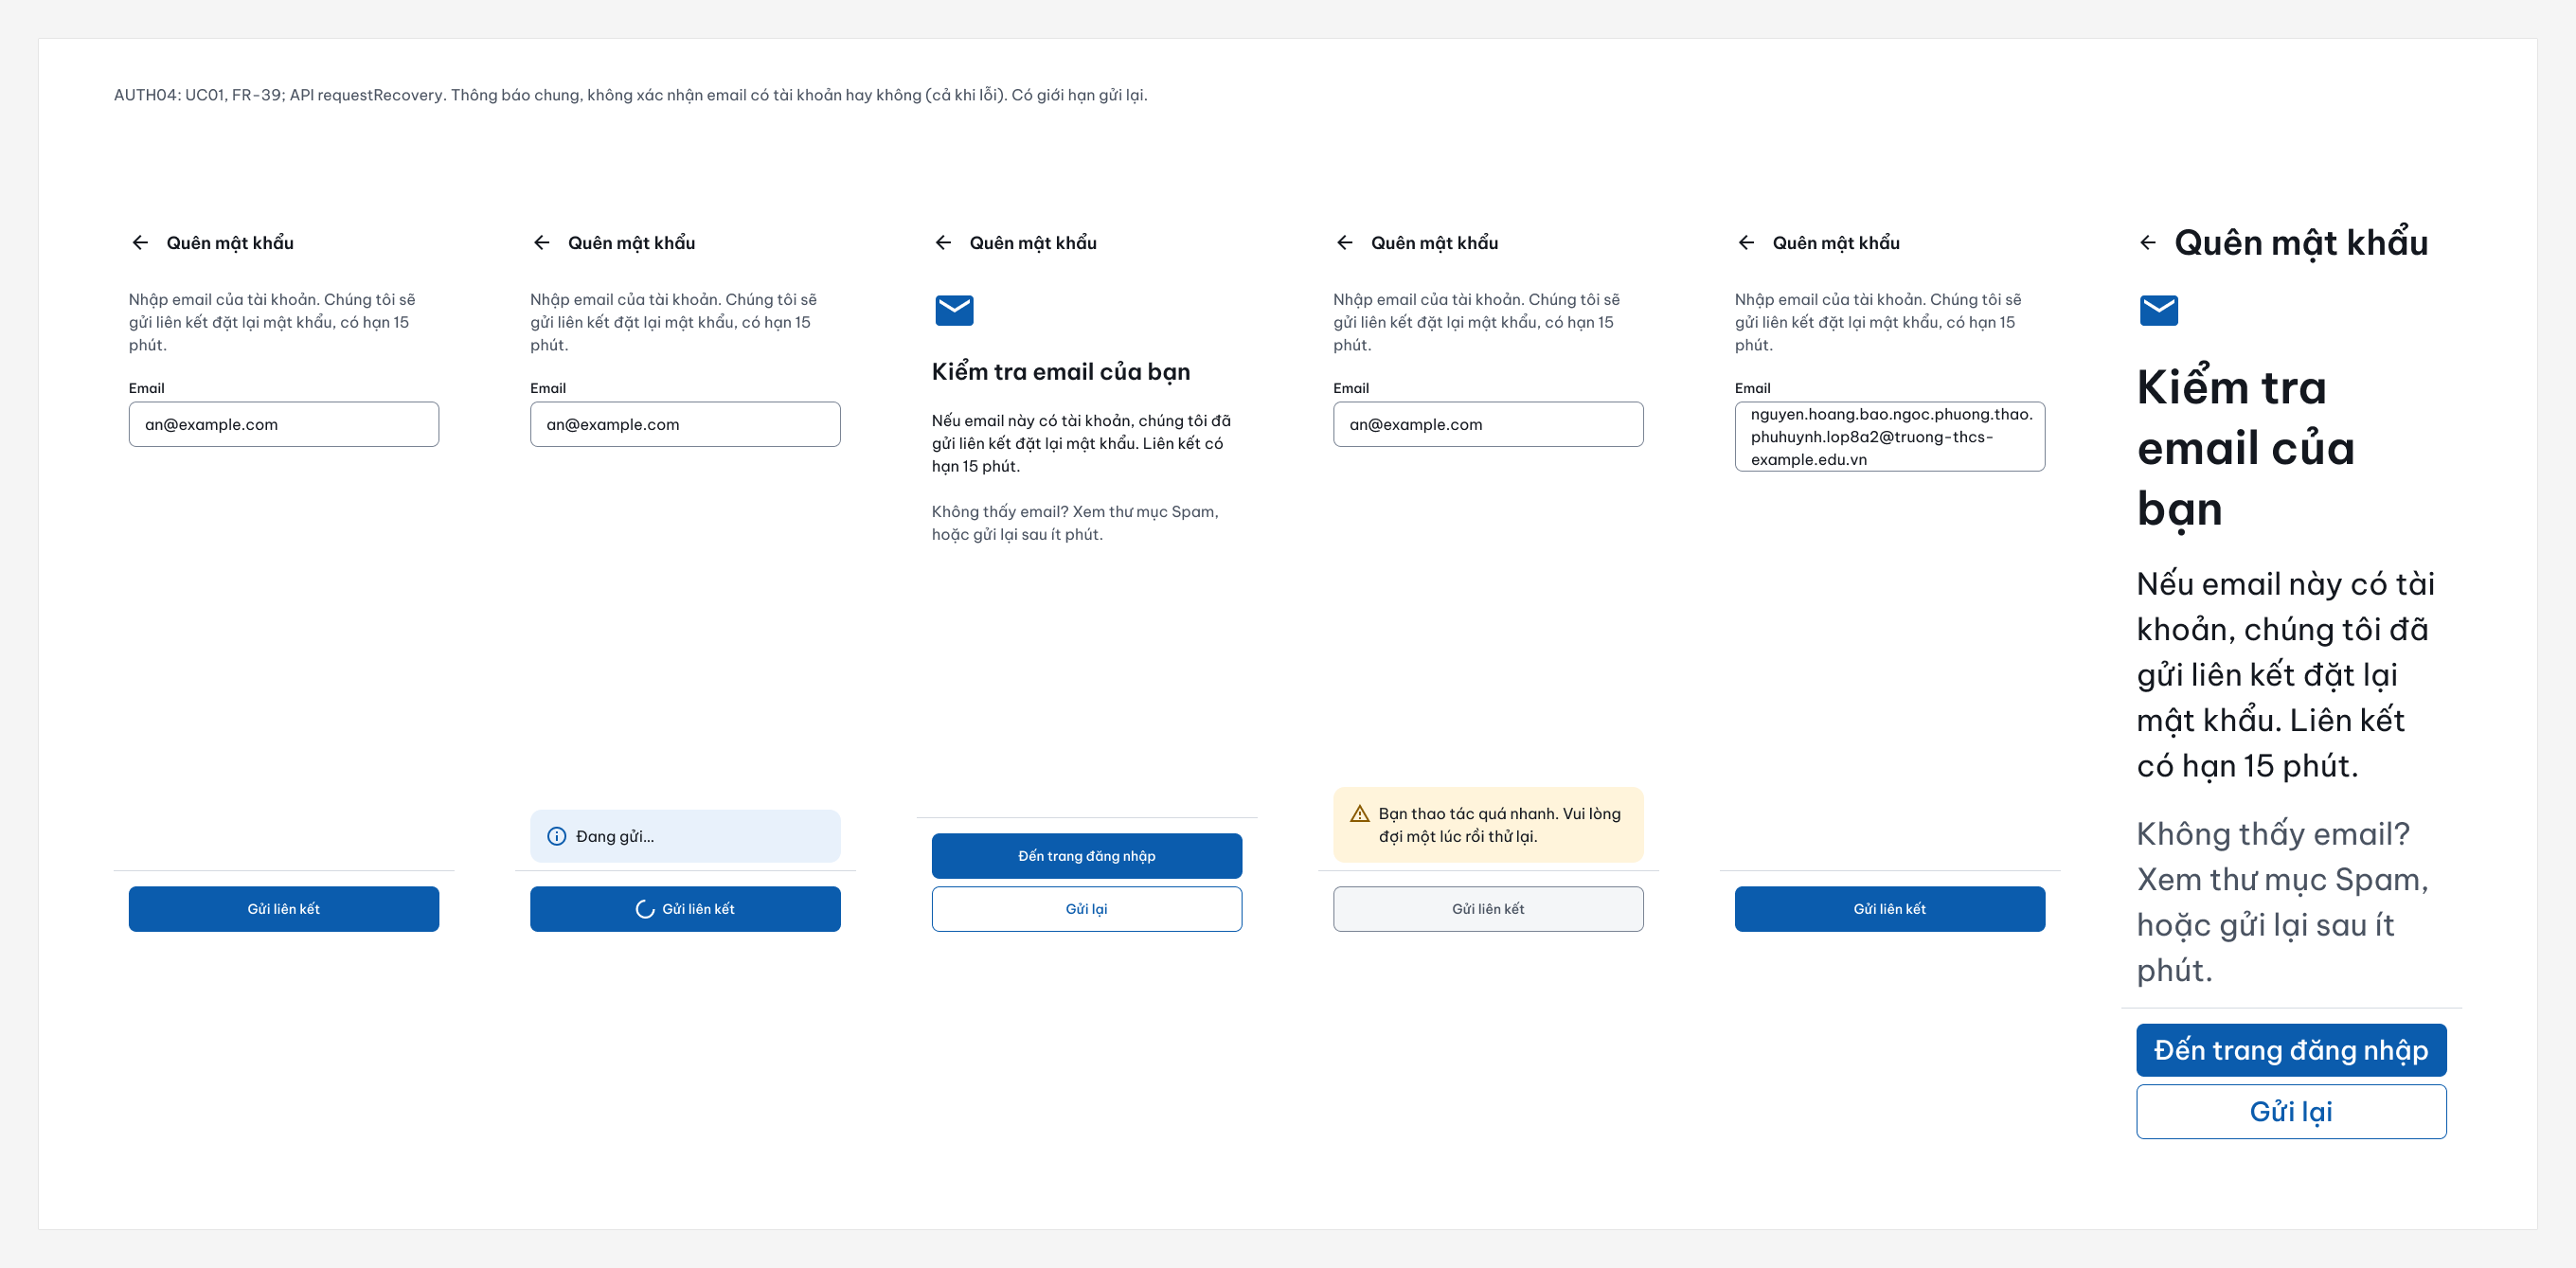 AUTH04: UC01, FR-39; API requestRecovery. Thông báo chung, không xác nhận email có tài khoản hay không (cả khi lỗi). Có giới hạn gửi lại.
Quên mật khẩu
Nhập email của tài khoản. Chúng tôi sẽ
gửi liên kết đặt lại mật khẩu, có hạn 15
phút.
Email
an@example.com
Gửi liên kết
Quên mật khẩu
Nhập email của tài khoản. Chúng tôi sẽ
gửi liên kết đặt lại mật khẩu, có hạn 15
phút.
Email
an@example.com
Đang gửi...
Gửi liên kết
Quên mật khẩu
Kiểm tra email của bạn
Nếu email này có tài khoản, chúng tôi đã
gửi liên kết đặt lại mật khẩu. Liên kết có
hạn 15 phút.
Không thấy email? Xem thư mục Spam,
hoặc gửi lại sau ít phút.
Đến trang đăng nhập
Gửi lại
Quên mật khẩu
Nhập email của tài khoản. Chúng tôi sẽ
gửi liên kết đặt lại mật khẩu, có hạn 15
phút.
Email
an@example.com
Bạn thao tác quá nhanh. Vui lòng
đợi một lúc rồi thử lại.
Gửi liên kết
Quên mật khẩu
Nhập email của tài khoản. Chúng tôi sẽ
gửi liên kết đặt lại mật khẩu, có hạn 15
phút.
Email
nguyen.hoang.bao.ngoc.phuong.thao.
phuhuynh.lop8a2@truong-thcs-
example.edu.vn
Gửi liên kết
Quên mật khẩu
Kiểm tra
email của
bạn
Nếu email này có tài
khoản, chúng tôi đã
gửi liên kết đặt lại
mật khẩu. Liên kết
có hạn 15 phút.
Không thấy email?
Xem thư mục Spam,
hoặc gửi lại sau ít
phút.
Đến trang đăng nhập
Gửi lại